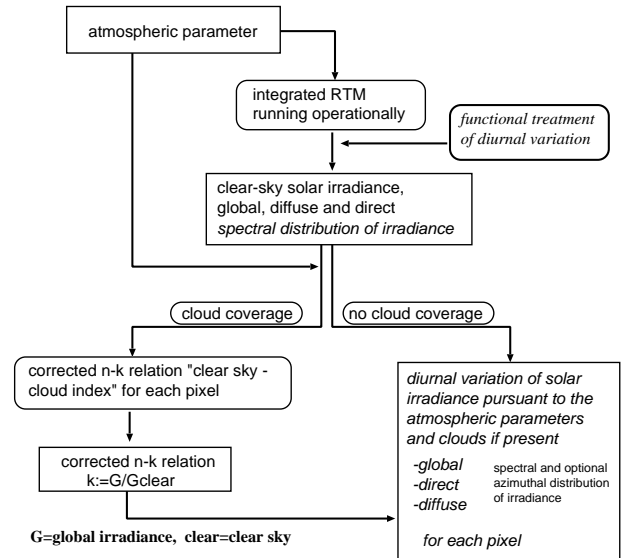 atmospheric parameter
integrated RTM
running operationally
functional treatment
of diurnal variation
clear-sky solar irradiance,
global, diffuse and direct
spectral distribution of irradiance
cloud coverage
no cloud coverage
corrected n-k relation "clear sky -
cloud index" for each pixel
corrected n-k relation
k:=G/Gclear
G=global irradiance, clear=clear sky
diurnal variation of solar
irradiance pursuant to the
atmospheric parameters
and clouds if present
-global
-direct
-diffuse
spectral and optional
azimuthal distribution
of irradiance
for each pixel